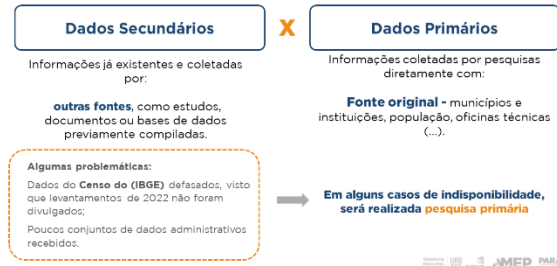 Dados Secundários
X
Dados Primários
Informações já existentes e coletadas
por:
outras fontes, como estudos,
documentos ou bases de dados
previamente compiladas.
Informações coletadas por pesquisas
diretamente com:
Fonte original - municípios e
instituições, população, oficinas técnicas
(...).
Algumas problemáticas:
Dados do Censo do (IBGE) defasados, visto
que levantamentos de 2022 não foram
divulgados;
Poucos conjuntos de dados administrativos
recebidos.
Em alguns casos de indisponibilidade,
será realizada pesquisa primária
AMEP